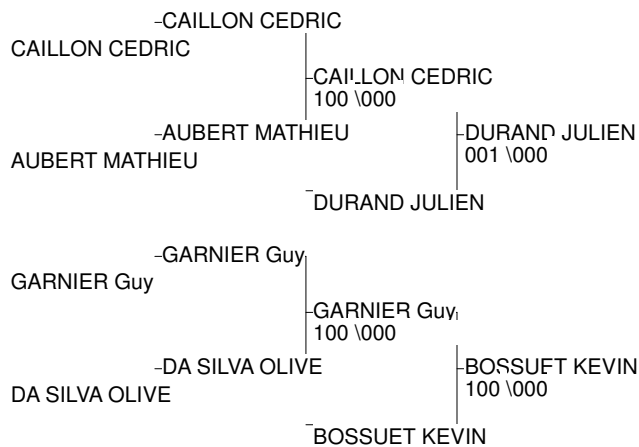 CAILLON CEDRIC
CAILLON CEDRIC
CAILLON CEDRIC
100 \000
AUBERT MATHIEU
DURAND JULIEN
AUBERT MATHIEU
001 \000
DURAND JULIEN
GARNIER Guy
GARNIER Guy
GARNIER Guy
100 \000
DA SILVA OLIVE
BOSSUET KEVIN
DA SILVA OLIVE
100 \000
BOSSUET KEVIN